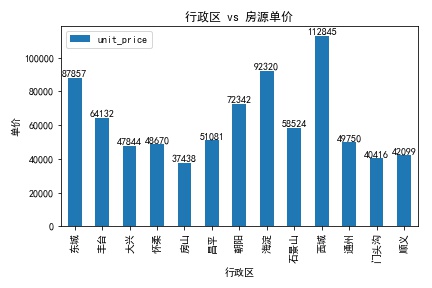 行政区 vs 房源单价
unit_price
单价
100000
80000
60000
40000
20000
0
87857
64132
47844
48670
37438
51081
72342
92320
58524
112845
49750
40416
42099
东城
丰台
大兴
怀柔
房山
昌平
朝阳
海淀
石景山
西城
通州
门头沟
顺义
行政区